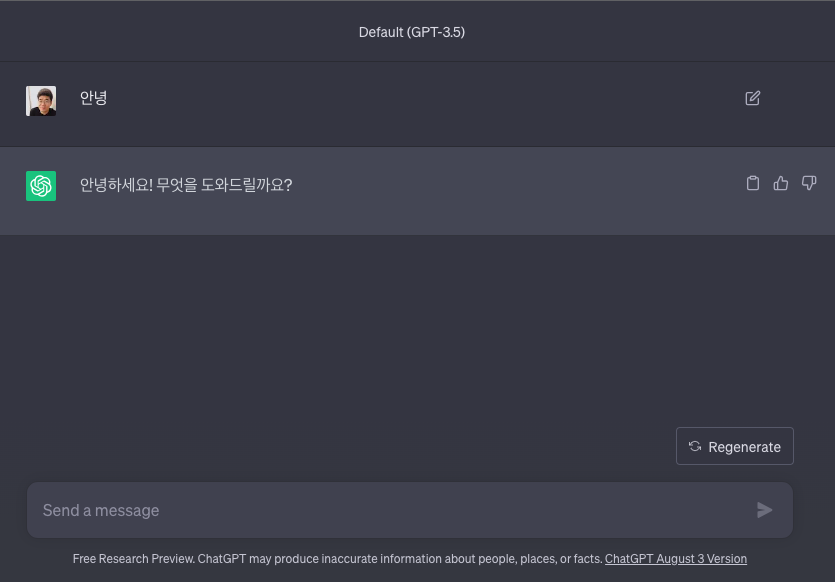 Default (GPT-3.5)
안녕
안녕하세요! 무엇을 도와드릴까요?
Regenerate
Send a message
Free Research Preview. ChatGPT may produce inaccurate information about people, places, or facts. ChatGPT August 3 Version